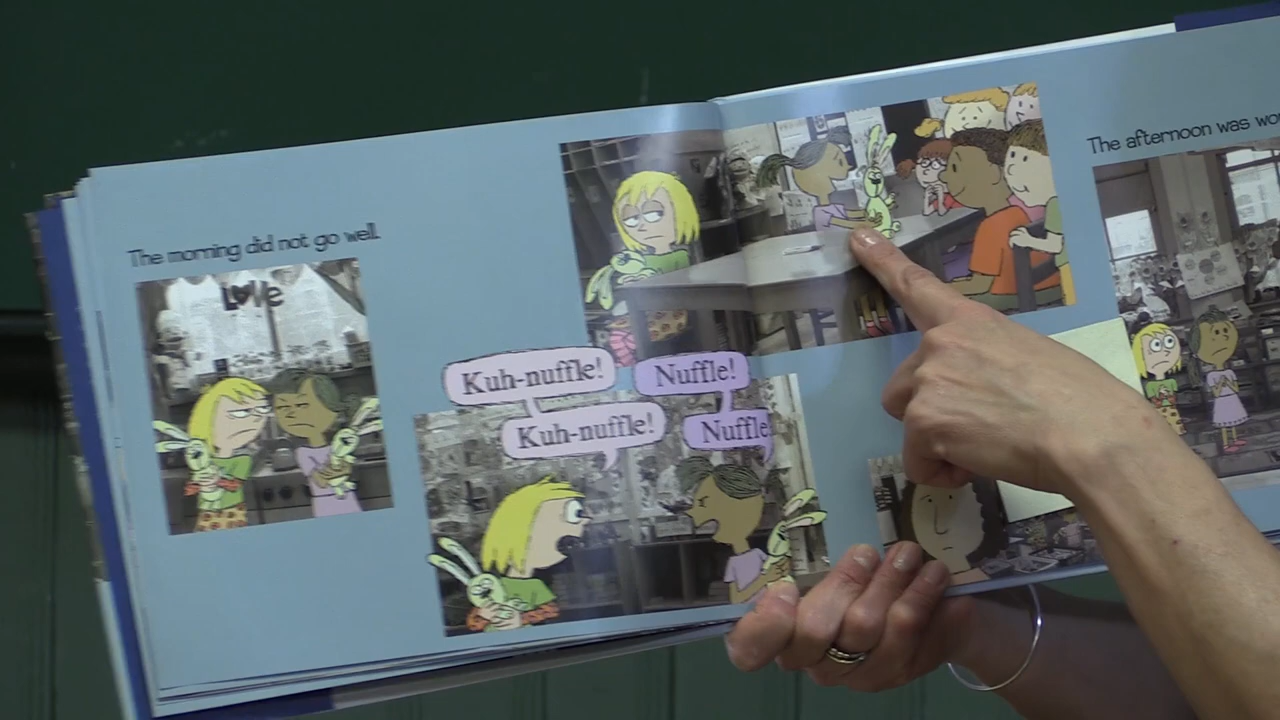 The morning did not go well.
LoVe
Kuh-nuffle!
Nuffle!
Kuh-nuffle!
Nuffle
The afternoon was